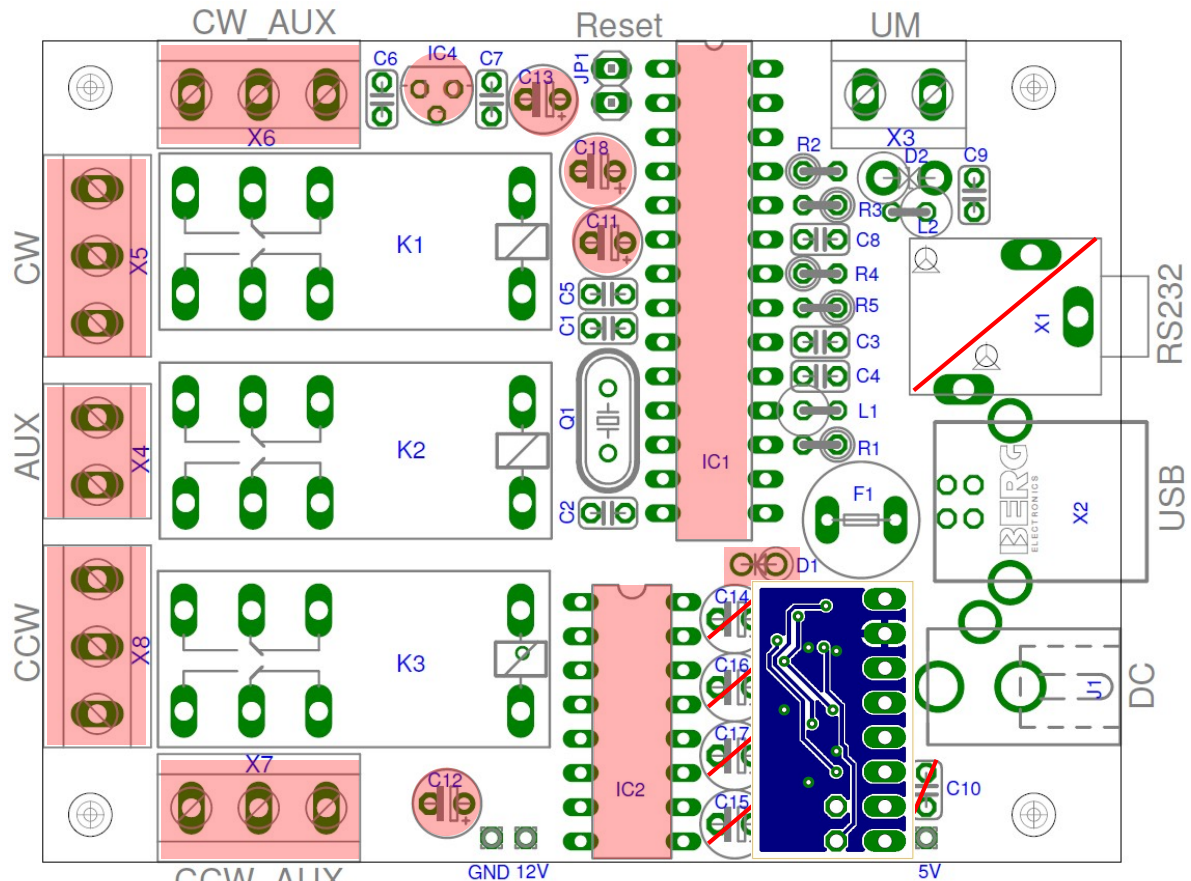 CW_AUX
Reset
UM
C6
IC4
C7
C13
JP1
X6
X3
C18
R2
D2
C9
R3
L2
CW
X5
K1
C11
C8
R4
C5
R5
X1
RS232
C1
C3
C4
AUX
X4
K2
Q1
L1
R1
IC1
BERG
ELECTRONICS
X2
USB
F1
C2
D1
C14
CCW
X8
K3
C16
J1
DC
C17
X7
C12
IC2
C15
C10
GND 12V
5V
CCW_AUX